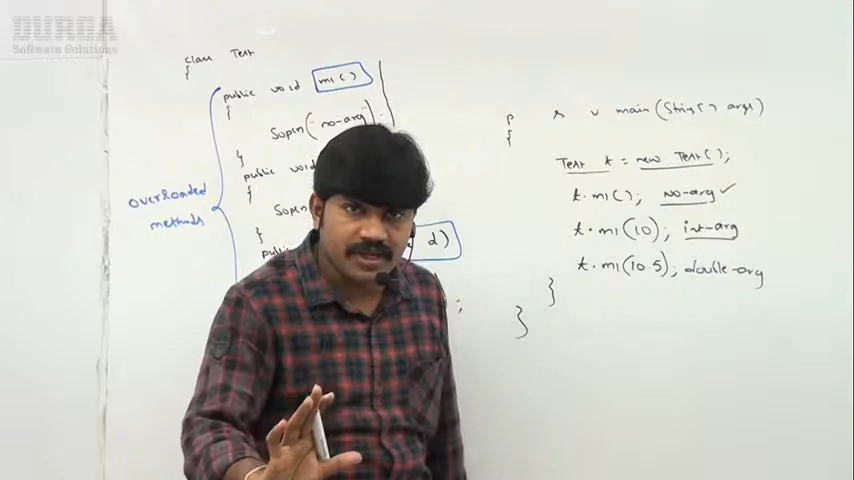 DURGA
Software Solutions
class Test
{
public void m1()
{
Sopln("no-arg"
}
public void
{
Sopln
}
public
d)
;
overloaded
methods
p s v main(String[] args)
{
Test t = new Test();
t.m1(); no-arg ✓
t.m1(10); int-arg
t.m1(10.5); double-arg
}
}